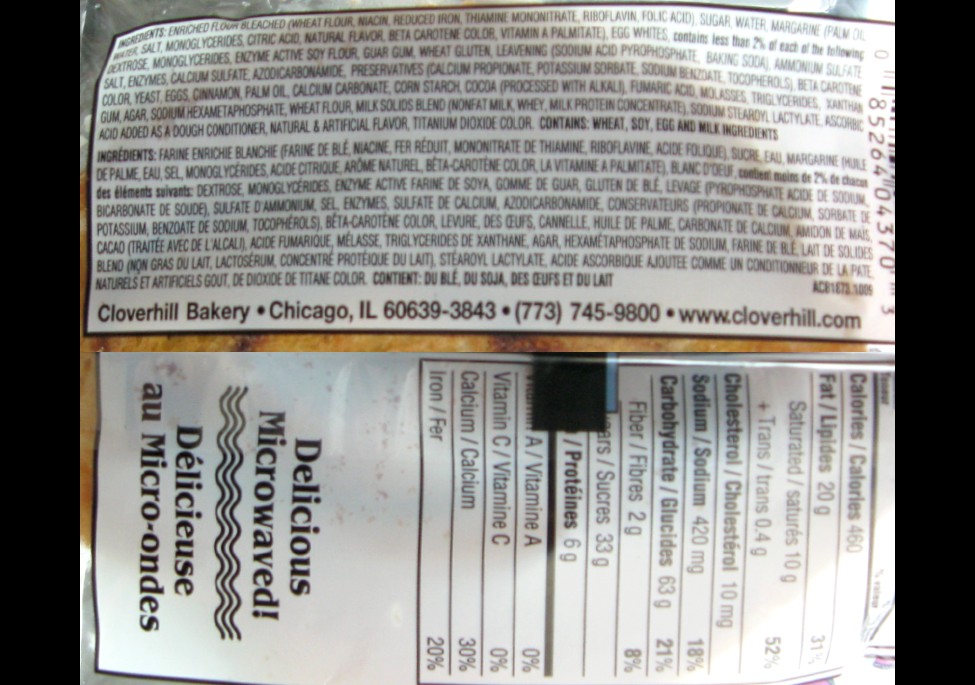 INGREDIENTS: ENRICHED FLOUR BLEACHED (WHEAT FLOUR, NIACIN, REDUCED IRON, THIAMINE MONONITRATE, RIBOFLAVIN, FOLIC ACID), SUGAR, WATER, MARGARINE (PALM OIL,
WATER, SALT, MONOGLYCERIDES, CITRIC ACID, NATURAL FLAVOR, BETA CAROTENE COLOR, VITAMIN A PALMITATE), EGG WHITES, contains less than 2% of each of the following
DEXTROSE, MONOGLYCERIDES, ENZYME ACTIVE SOY FLOUR, GUAR GUM, WHEAT GLUTEN, LEAVENING (SODIUM ACID PYROPHOSPHATE, BAKING SODA), AMMONIUM SULFATE,
SALT, ENZYMES, CALCIUM SULFATE, AZODICARBONAMIDE, PRESERVATIVES (CALCIUM PROPIONATE, POTASSIUM SORBATE, SODIUM BENZOATE, TOCOPHEROLS), BETA CAROTENE
COLOR, YEAST, EGGS, CINNAMON, PALM OIL, CALCIUM CARBONATE, CORN STARCH, COCOA (PROCESSED WITH ALKALI), FUMARIC ACID, MOLASSES, TRIGLYCERIDES, XANTHAN
GUM, AGAR, SODIUM HEXAMETAPHOSPHATE, WHEAT FLOUR, MILK SOLIDS BLEND (NONFAT MILK, WHEY, MILK PROTEIN CONCENTRATE), SODIUM STEAROYL LACTYLATE, ASCORBIC
ACID ADDED AS A DOUGH CONDITIONER, NATURAL & ARTIFICIAL FLAVOR, TITANIUM DIOXIDE COLOR. CONTAINS: WHEAT, SOY, EGG AND MILK INGREDIENTS
INGRÉDIENTS: FARINE ENRICHIE BLANCHIE (FARINE DE BLÉ, NIACINE, FER RÉDUIT, MONONITRATE DE THIAMINE, RIBOFLAVINE, ACIDE FOLIQUE), SUCRE, EAU, MARGARINE (HUILE
DE PALME, EAU, SEL, MONOGLYCÉRIDES, ACIDE CITRIQUE, ARÔME NATUREL, BÊTA-CAROTÈNE COLOR, LA VITAMINE A PALMITATE), BLANC D'OEUF, contient moins de 2% de chacun
des éléments suivants: DEXTROSE, MONOGLYCÉRIDES, ENZYME ACTIVE FARINE DE SOYA, GOMME DE GUAR, GLUTEN DE BLÉ, LEVAGE (PYROPHOSPHATE ACIDE DE SODIUM,
BICARBONATE DE SOUDE), SULFATE D'AMMONIUM, SEL, ENZYMES, SULFATE DE CALCIUM, AZODICARBONAMIDE, CONSERVATEURS (PROPIONATE DE CALCIUM, SORBATE DE
POTASSIUM, BENZOATE DE SODIUM, TOCOPHÉROLS), BÊTA-CAROTÈNE COLOR, LEVURE, DES ŒUFS, CANNELLE, HUILE DE PALME, CARBONATE DE CALCIUM, AMIDON DE MAÏS,
CACAO (TRAITÉE AVEC DE L'ALCALI), ACIDE FUMARIQUE, MÉLASSE, TRIGLYCERIDES DE XANTHANE, AGAR, HEXAMÉTAPHOSPHATE DE SODIUM, FARINE DE BLÉ, LAIT DE SOLIDES
BLEND (NON GRAS DU LAIT, LACTOSÉRUM, CONCENTRÉ PROTÉIQUE DU LAIT), STÉAROYL LACTYLATE, ACIDE ASCORBIQUE AJOUTEE COMME UN CONDITIONNEUR DE LA PATE,
NATURELS ET ARTIFICIELS GOUT, DE DIOXIDE DE TITANE COLOR. CONTIENT: DU BLÉ, DU SOJA, DES ŒUFS ET DU LAIT
Cloverhill Bakery • Chicago, IL 60639-3843 • (773) 745-9800 • www.cloverhill.com
0 85264 04370 3
Calories / Calories 460
Fat / Lipides 20 g 31%
Saturated / saturés 10 g
+ Trans / trans 0.4 g 52%
Cholesterol / Cholestérol 10 mg
Sodium / Sodium 420 mg 18%
Carbohydrate / Glucides 63 g 21%
Fiber / Fibres 2 g 8%
ars / Sucres 33 g
/ Protéines 6 g
A / Vitamine A 0%
Vitamin C / Vitamine C 0%
Calcium / Calcium 30%
Iron / Fer 20%
Delicious
Microwaved!
Délicieuse
au Micro-ondes